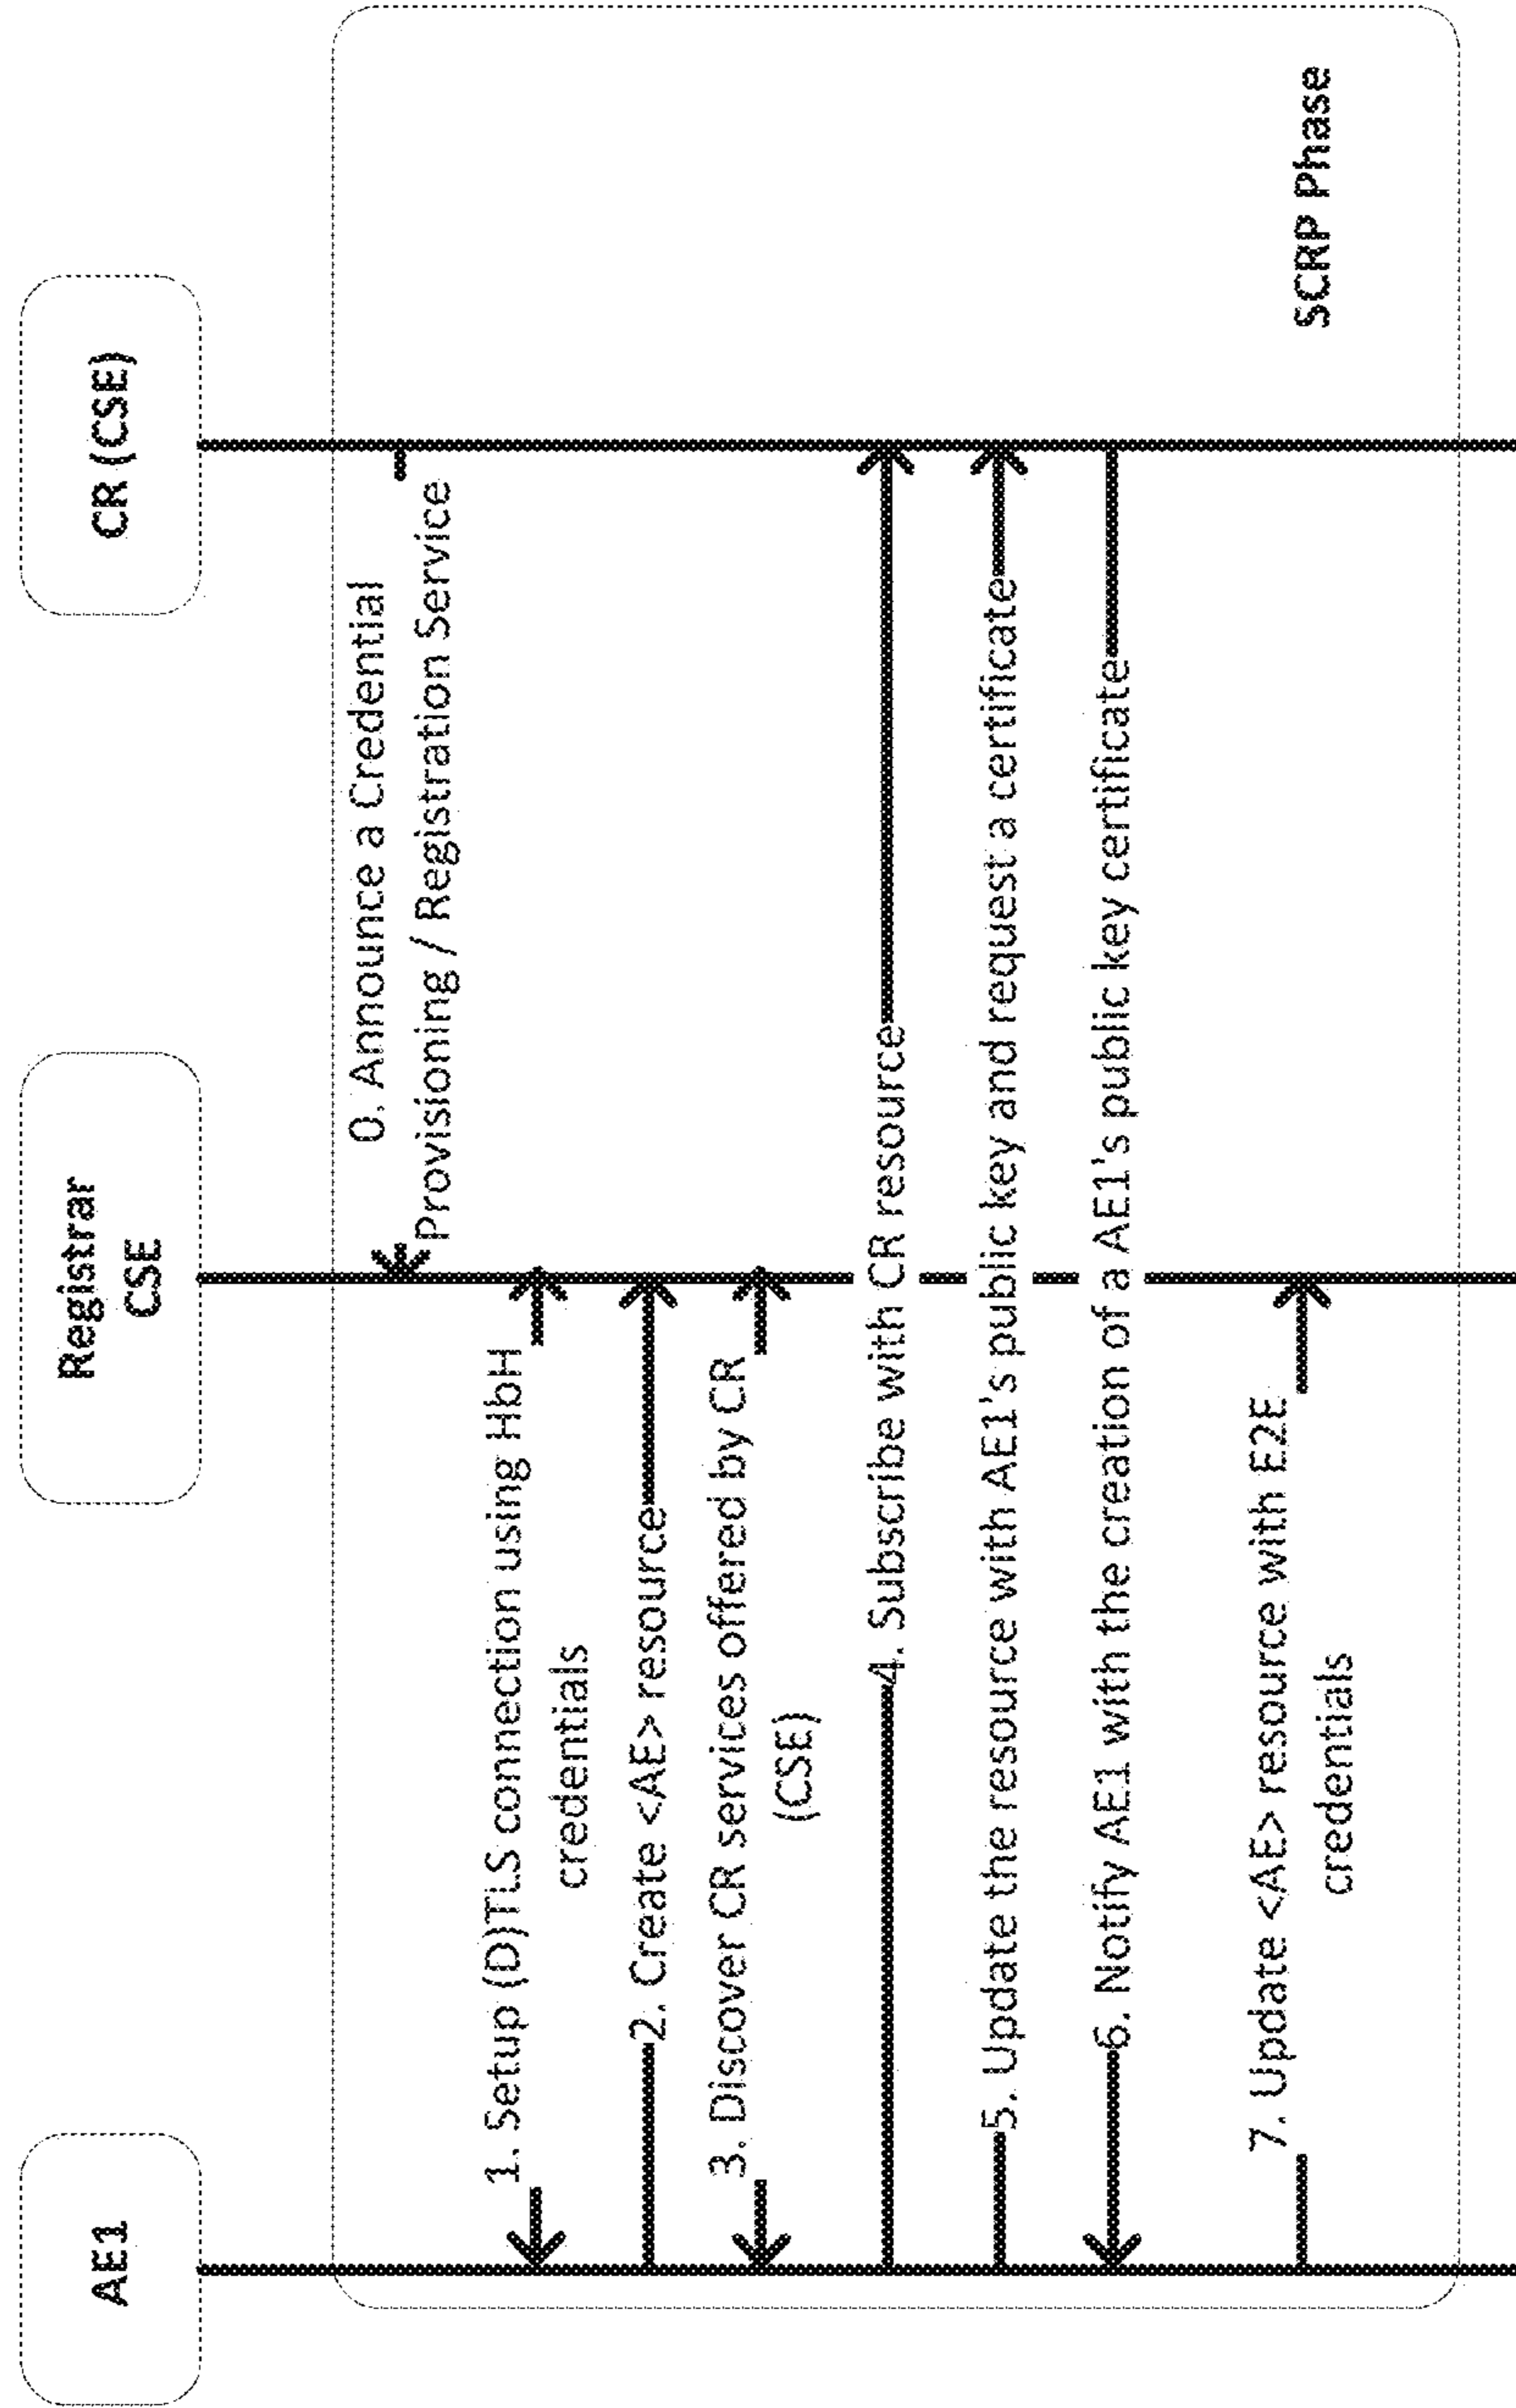 AE1
Registrar
CSE
CR (CSE)
0. Announce a Credential
Provisioning / Registration Service
1. Setup (D)TLS connection using HbH
credentials
2. Create <AE> resource
3. Discover CR services offered by CR
(CSE)
4. Subscribe with CR resource
5. Update the resource with AE1's public key and request a certificate
6. Notify AE1 with the creation of a AE1's public key certificate
7. Update <AE> resource with E2E
credentials
SCRP Phase